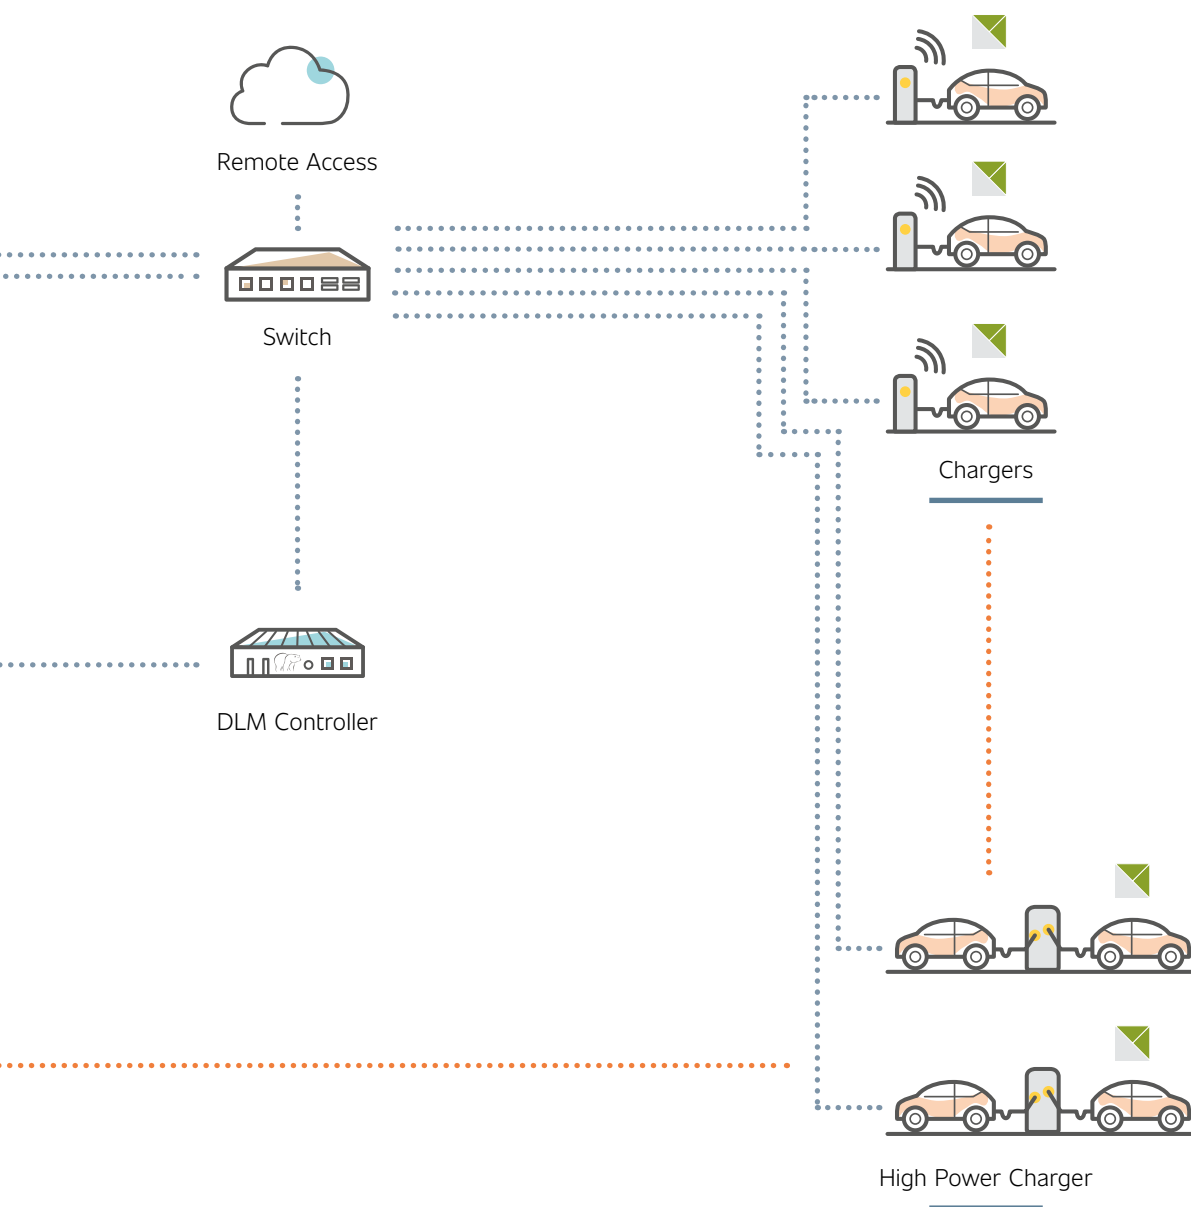 Remote Access
Switch
Chargers
DLM Controller
High Power Charger